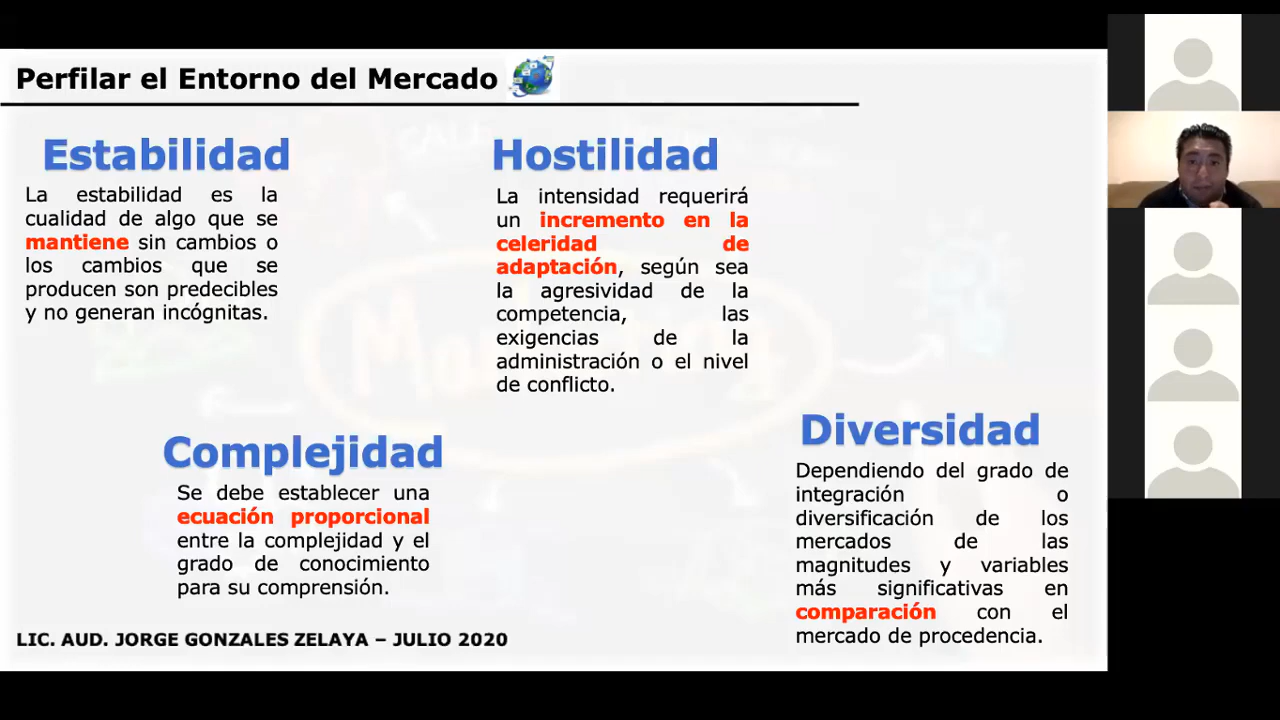 Perfilar el Entorno del Mercado
Estabilidad
La estabilidad es la
cualidad de algo que se
mantiene sin cambios o
los cambios que se
producen son predecibles
y no generan incógnitas.
Hostilidad
La intensidad requerirá
un incremento en la
celeridad de
adaptación, según sea
la agresividad de la
competencia, las
exigencias de la
administración o el nivel
de conflicto.
Complejidad
Se debe establecer una
ecuación proporcional
entre la complejidad y el
grado de conocimiento
para su comprensión.
Diversidad
Dependiendo del grado de
integración o
diversificación de los
mercados de las
magnitudes y variables
más significativas en
comparación con el
mercado de procedencia.
LIC. AUD. JORGE GONZALES ZELAYA – JULIO 2020